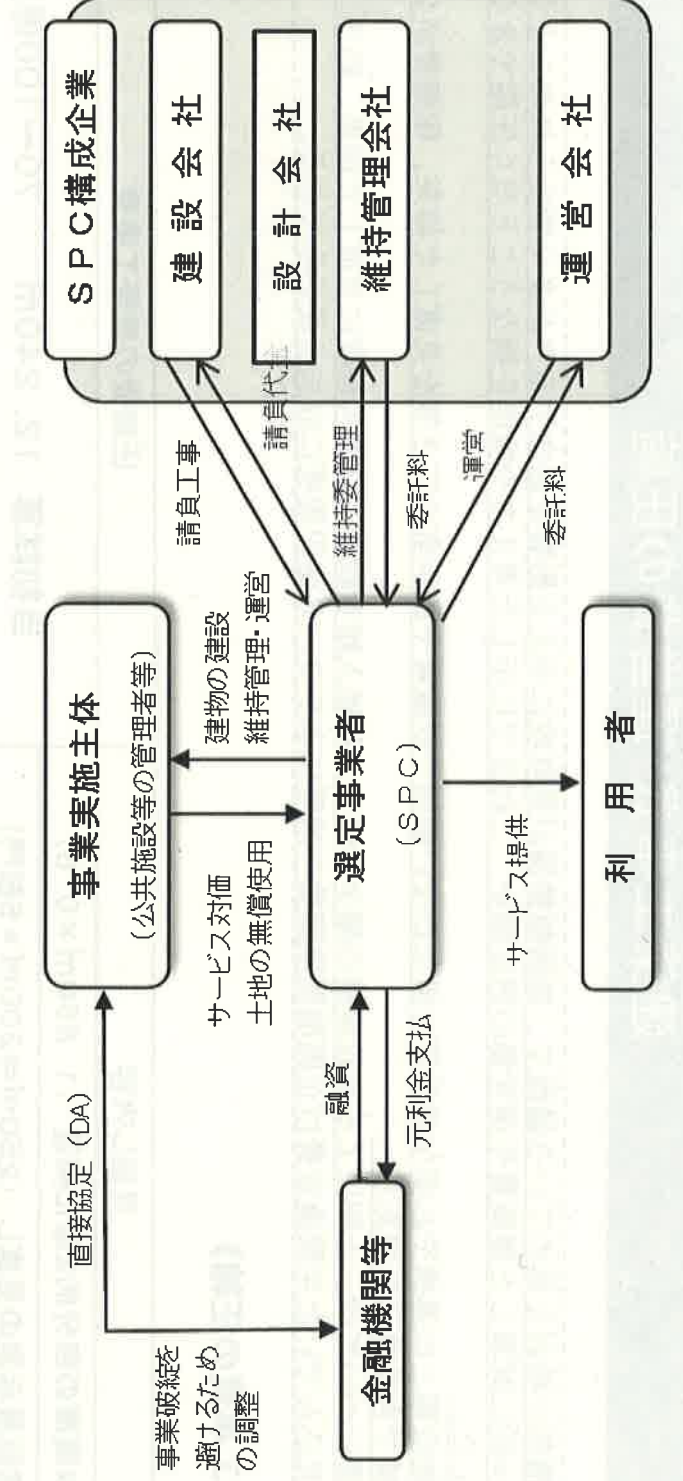 事業実施主体
（公共施設等の管理者等）
直接協定（DA）
事業破綻を
避けるため
の調整
サービス対価
土地の無償使用
建物の建設
維持管理・運営
金融機関等
融資
元利金支払
選定事業者
（ＳＰＣ）
サービス提供
利用者
請負工事
請負代金
維持委管理
委託料
運営
委託料
ＳＰＣ構成企業
建設会社
設計会社
維持管理会社
運営会社